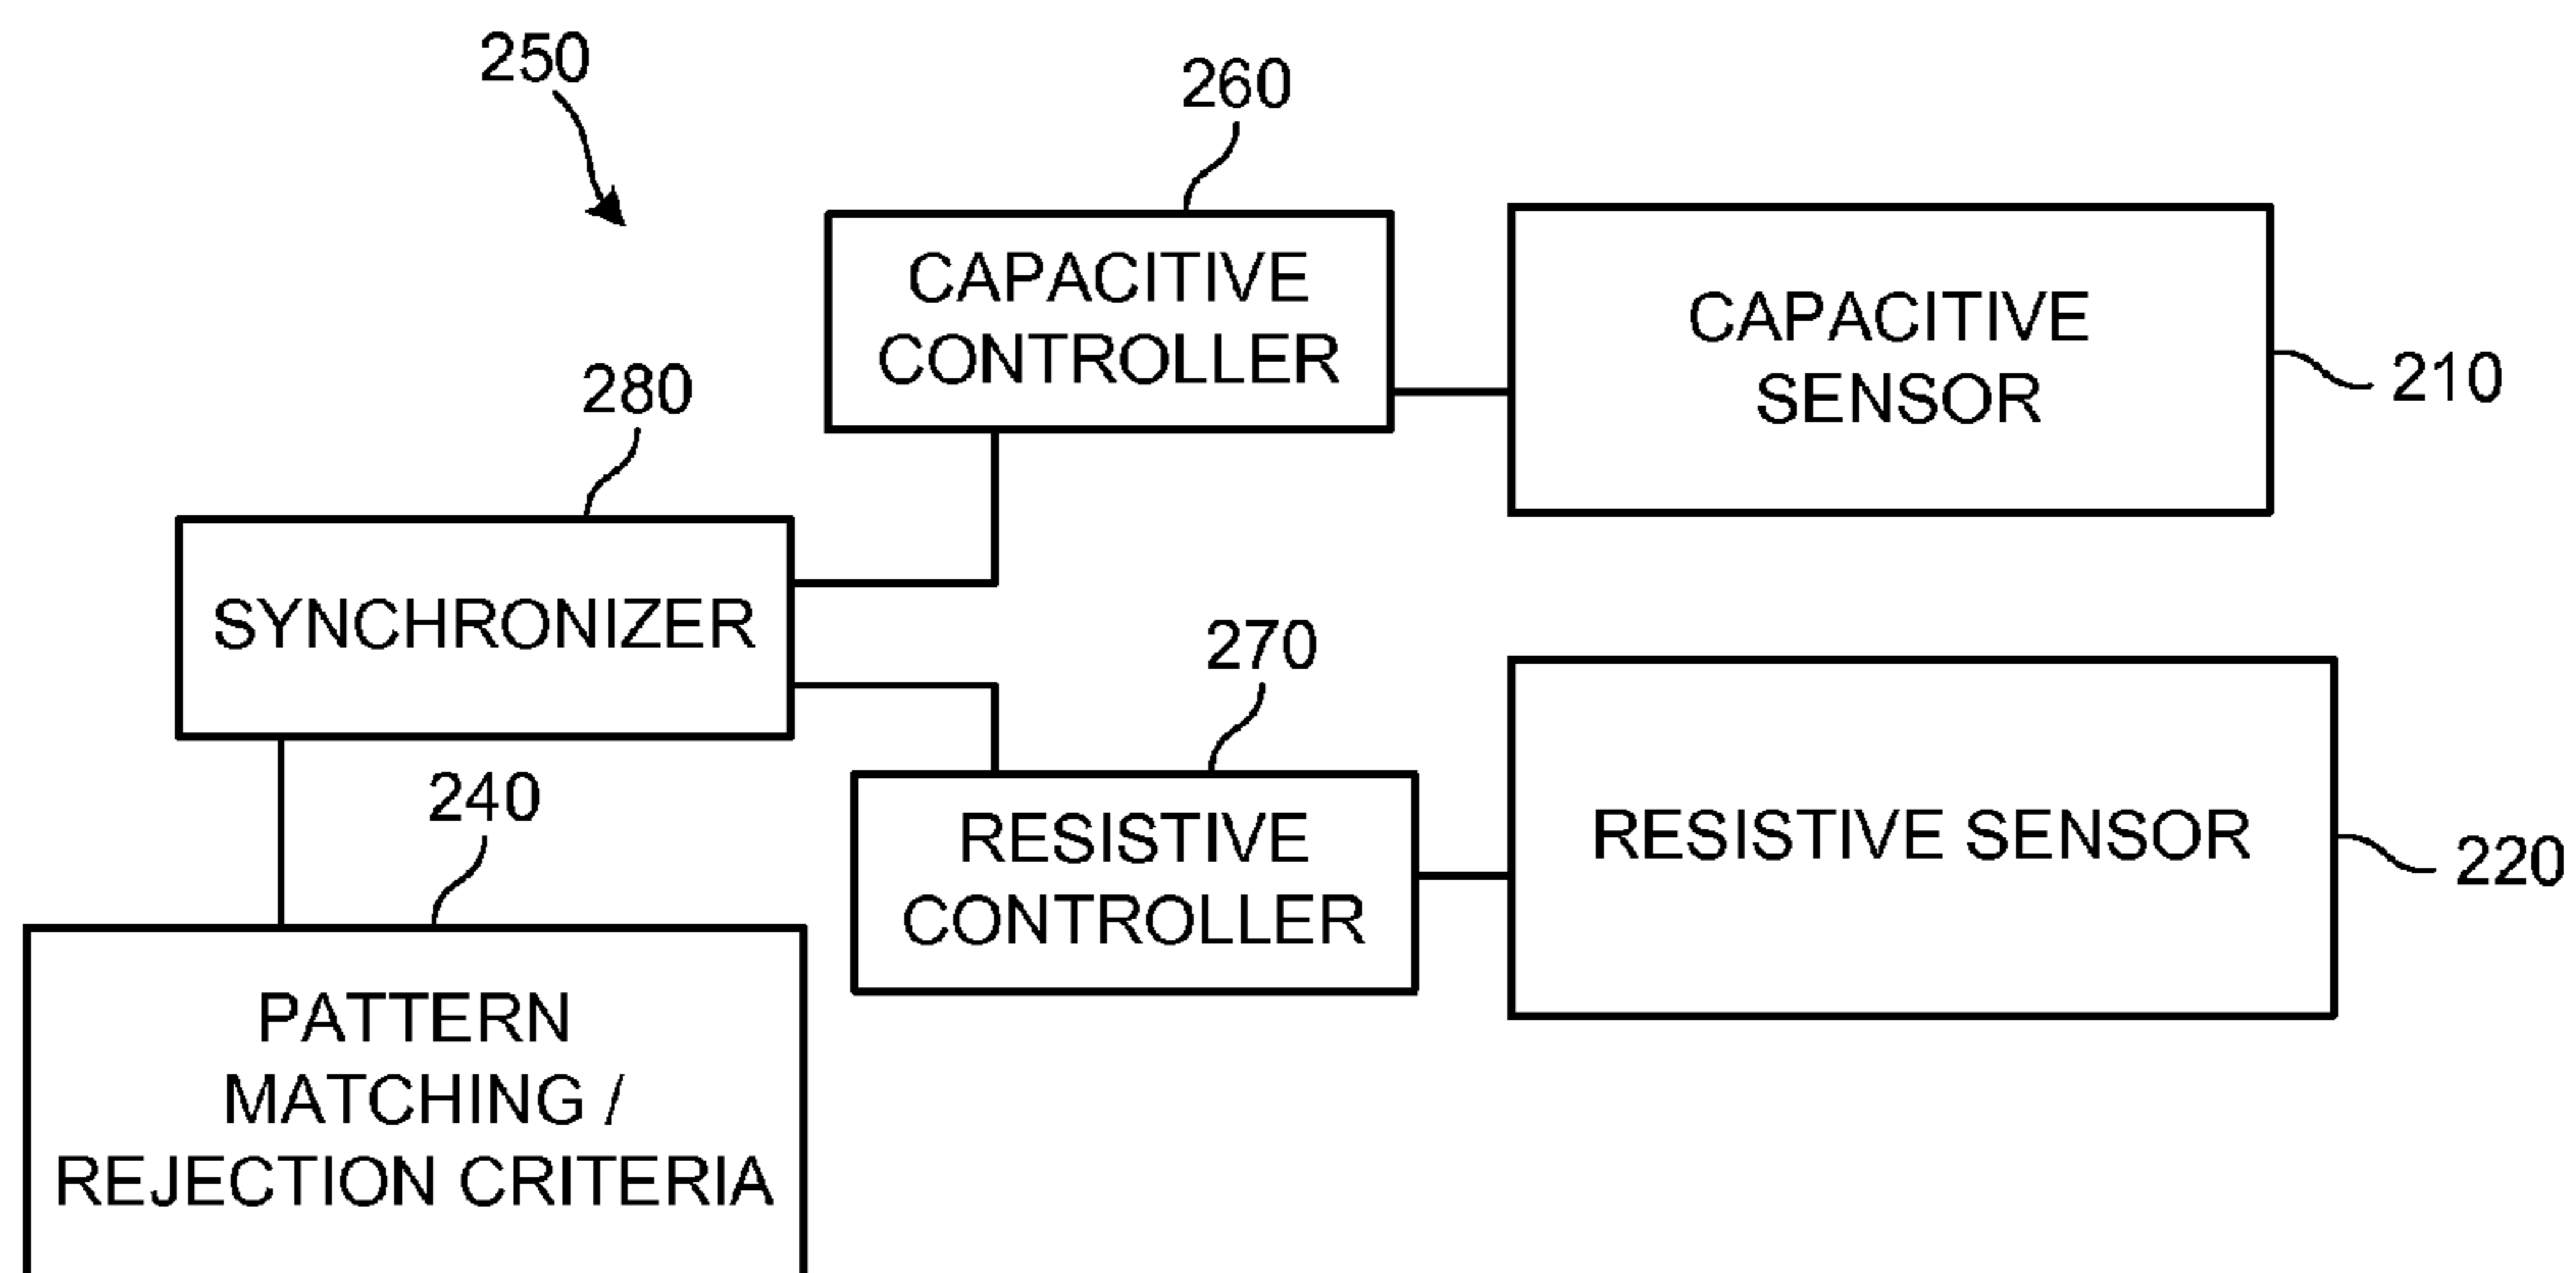 250
260
CAPACITIVE
CONTROLLER
CAPACITIVE
SENSOR
210
280
SYNCHRONIZER
270
RESISTIVE
CONTROLLER
RESISTIVE SENSOR
220
240
PATTERN
MATCHING /
REJECTION CRITERIA